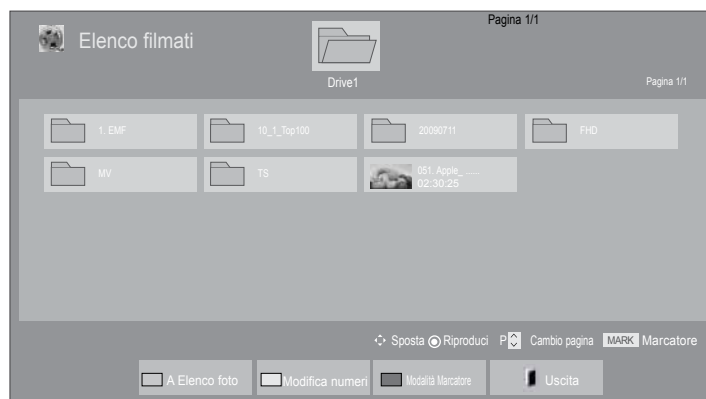 Pagina 1/1
Elenco filmati
Drive1
Pagina 1/1
1. EMF
10_1_Top100
20090711
FHD
MV
TS
051. Apple_ ......
02:30:25
Sposta Riproduci P Cambio pagina MARK Marcatore
A Elenco foto Modifica numeri Modalità Marcatore Uscita